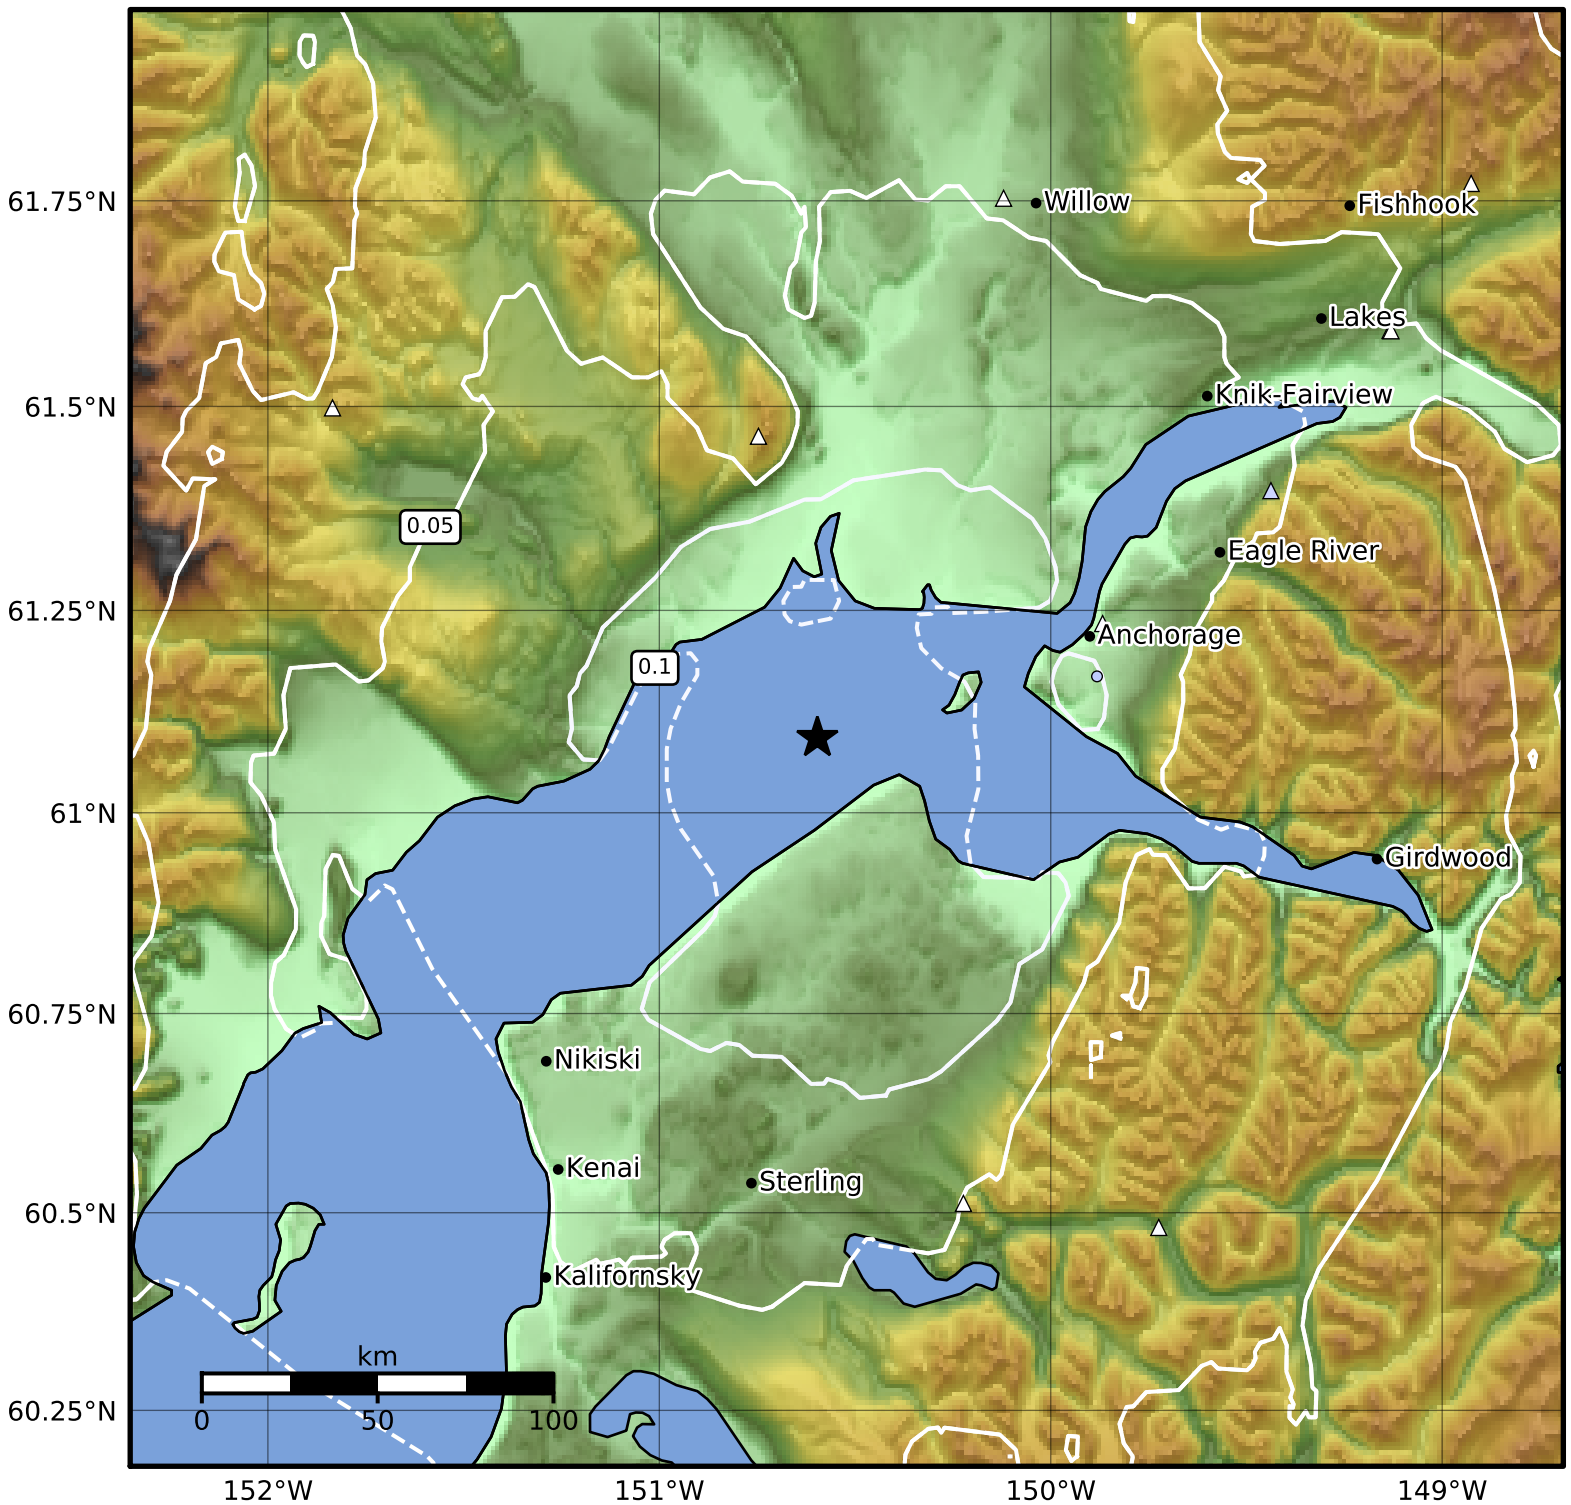 61.75°N
Willow
Fishhook
Lakes
61.5°N
Knik-Fairview
0.05
Eagle River
61.25°N
Anchorage
0.1
61°N
Girdwood
60.75°N
Nikiski
Kenai
Sterling
60.5°N
Kalifornsky
km
0 50 100
60.25°N
152°W 151°W 150°W 149°W